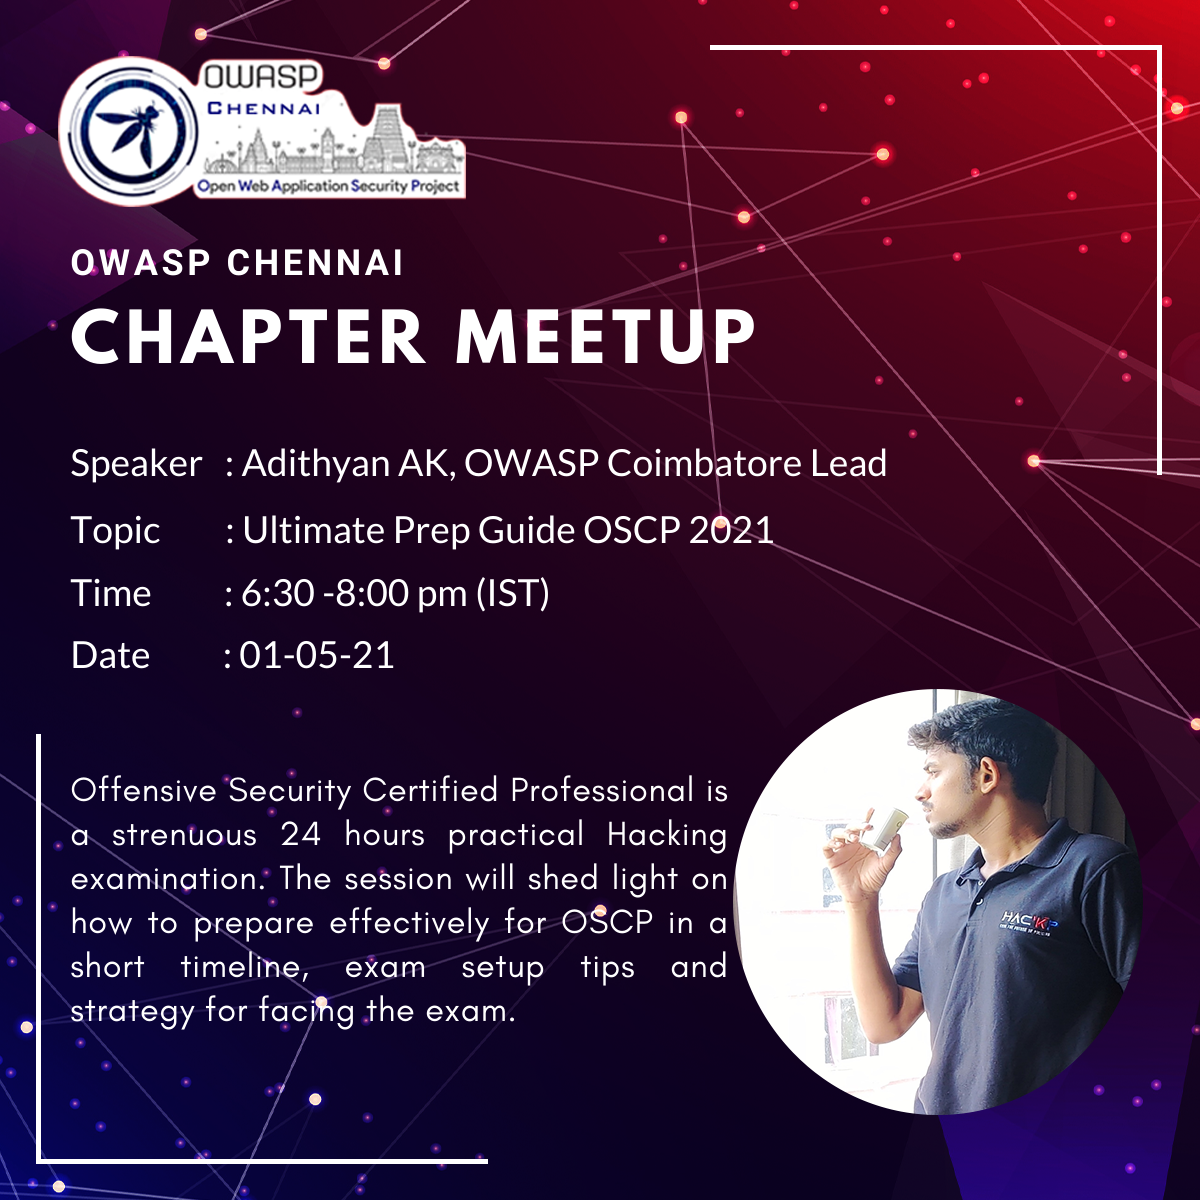 OWASP
CHENNAI
Open Web Application Security Project
OWASP CHENNAI
CHAPTER MEETUP
Speaker : Adithyan AK, OWASP Coimbatore Lead
Topic : Ultimate Prep Guide OSCP 2021
Time : 6:30 -8:00 pm (IST)
Date : 01-05-21
Offensive Security Certified Professional is
a strenuous 24 hours practical Hacking
examination. The session will shed light on
how to prepare effectively for OSCP in a
short timeline, exam setup tips and
strategy for facing the exam.